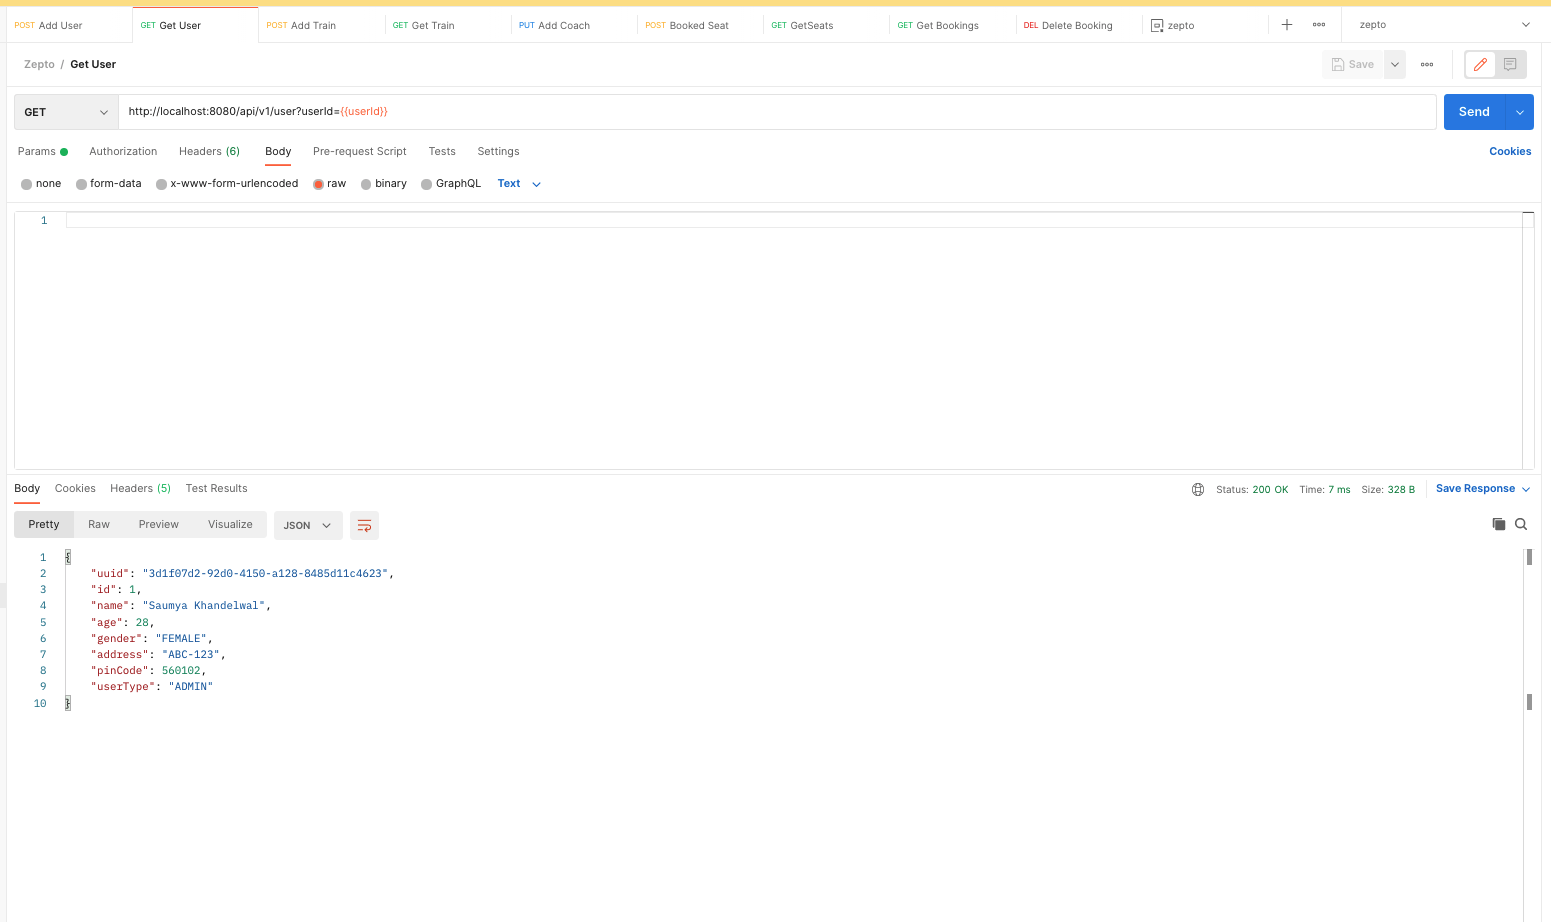 POST Add User GET Get User POST Add Train GET Get Train PUT Add Coach POST Booked Seat GET GetSeats GET Get Bookings DEL Delete Booking zepto zepto
Zepto / Get User Save
GET http://localhost:8080/api/v1/user?userId={{userId}} Send
Params Authorization Headers (6) Body Pre-request Script Tests Settings Cookies
none form-data x-www-form-urlencoded raw binary GraphQL Text
1
Body Cookies Headers (5) Test Results Status: 200 OK Time: 7 ms Size: 328 B Save Response
Pretty Raw Preview Visualize JSON
1 {
2 "uuid": "3d1f07d2-92d0-4150-a128-8485d11c4623",
3 "id": 1,
4 "name": "Saumya Khandelwal",
5 "age": 28,
6 "gender": "FEMALE",
7 "address": "ABC-123",
8 "pinCode": 560102,
9 "userType": "ADMIN"
10 }